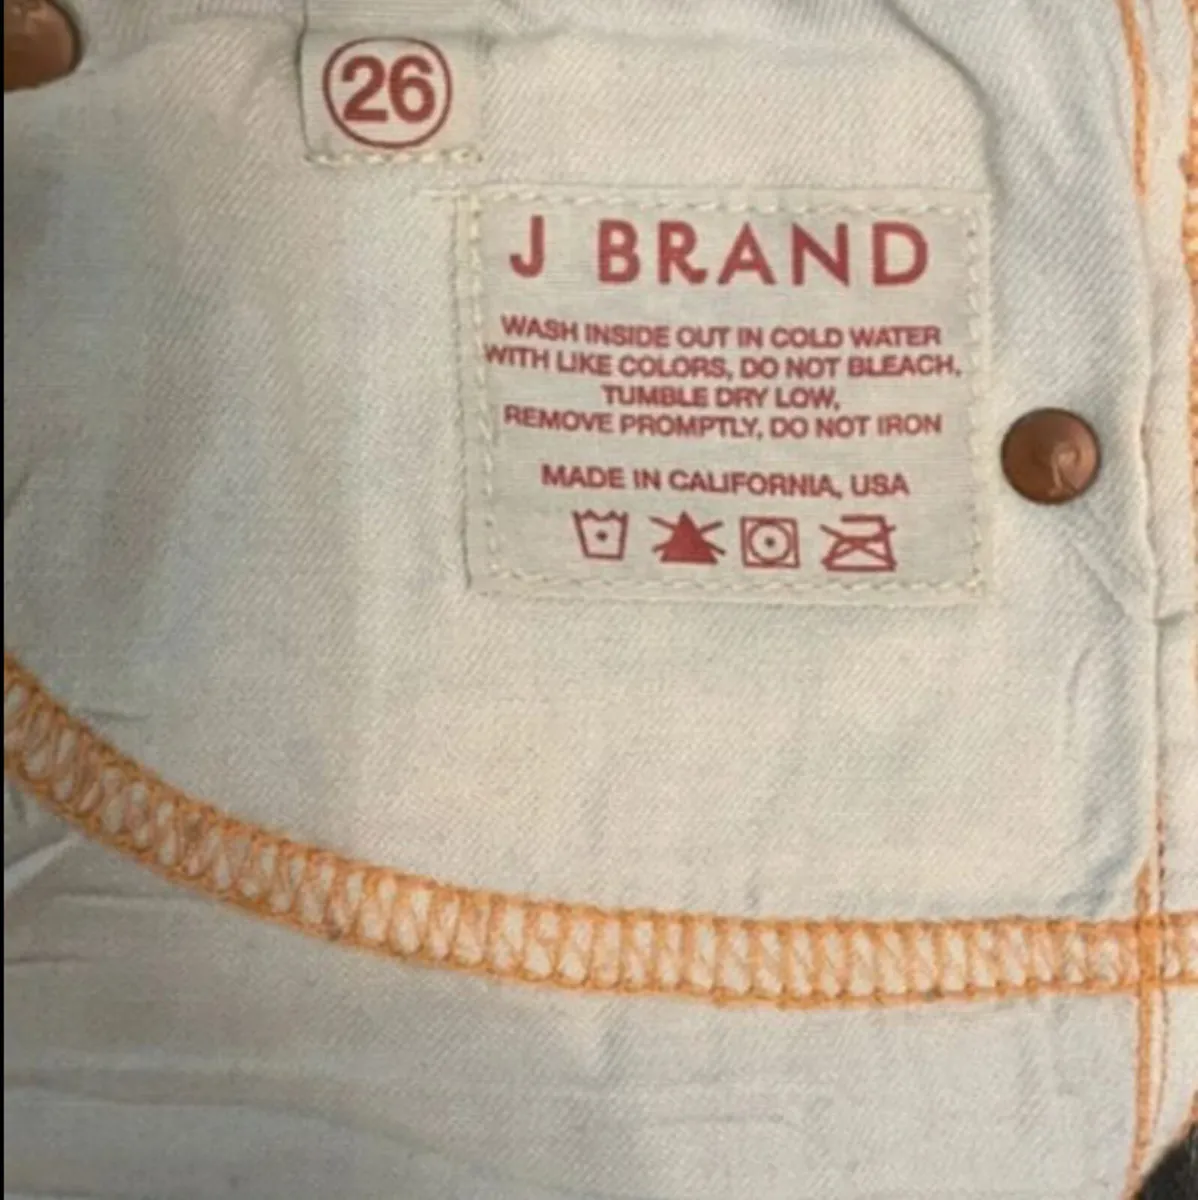 26
J BRAND
WASH INSIDE OUT IN COLD WATER
WITH LIKE COLORS, DO NOT BLEACH.
TUMBLE DRY LOW,
REMOVE PROMPTLY, DO NOT IRON
MADE IN CALIFORNIA, USA